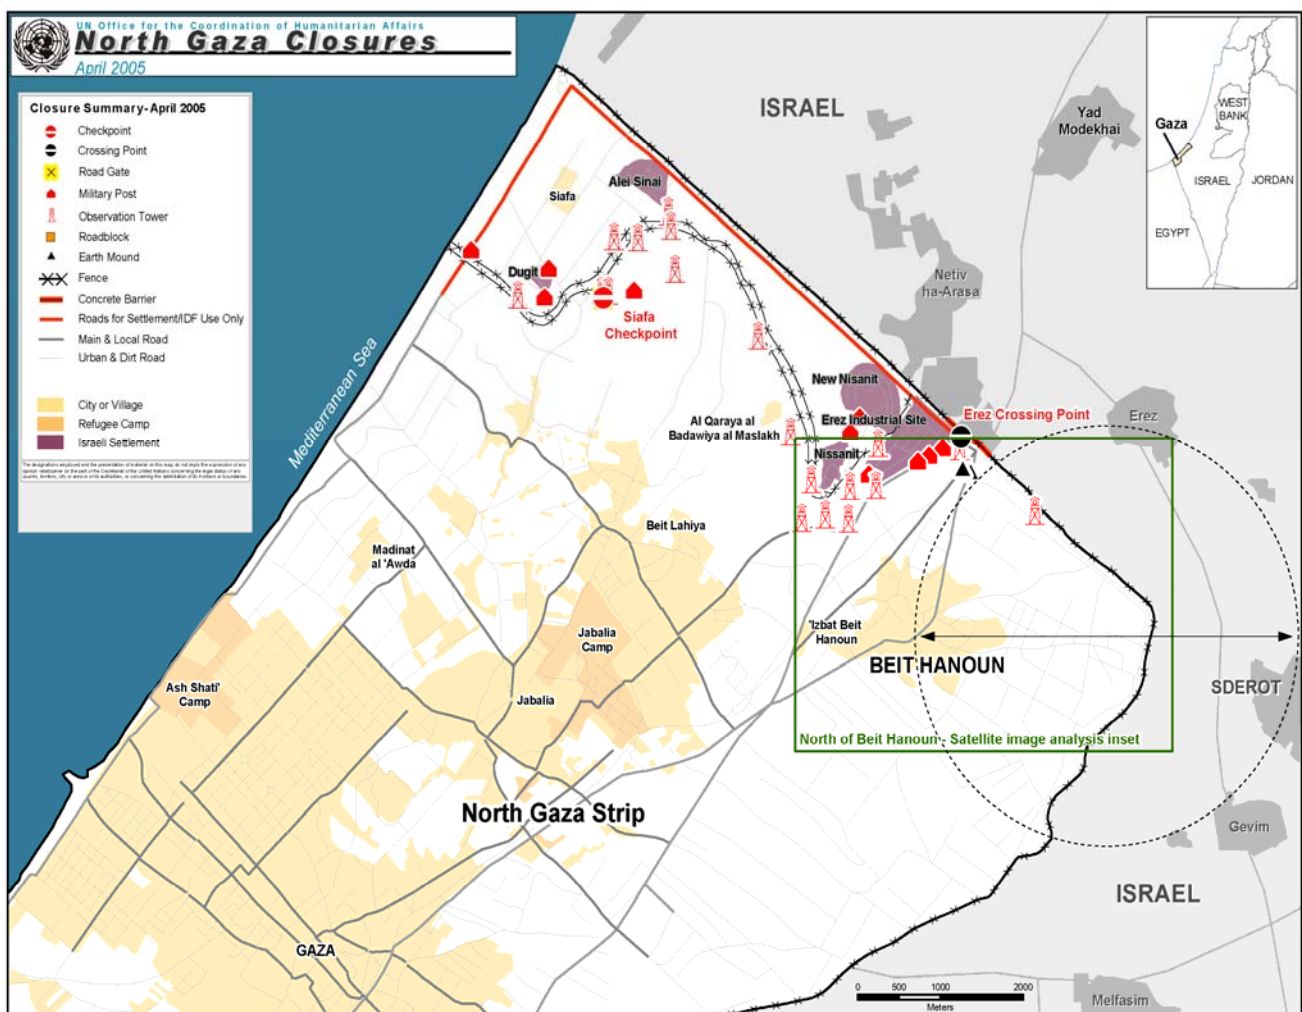 UN Office for the Coordination of Humanitarian Affairs
North Gaza Closures
April 2005
Closure Summary-April 2005
Checkpoint
Crossing Point
Road Gate
Military Post
Observation Tower
Roadblock
Earth Mound
Fence
Concrete Barrier
Roads for Settlement/IDF Use Only
Main & Local Road
Urban & Dirt Road
City or Village
Refugee Camp
Israeli Settlement
Mediterranean Sea
ISRAEL
Yad
Modekhai
Gaza
WEST
BANK
ISRAEL
JORDAN
EGYPT
Alei Sinai
Siafa
Dugit
Siafa
Checkpoint
Netiv
ha-Arasa
New Nisanit
Erez Industrial Site
Erez Crossing Point
Erez
Al Qaraya al
Badawiya al Maslakh
Nissanit
Beit Lahiya
Madinat
al 'Awda
'Izbat Beit
Hanoun
Jabalia
Camp
BEIT HANOUN
Ash Shati'
Camp
Jabalia
SDEROT
North of Beit Hanoun - Satellite image analysis inset
North Gaza Strip
Gevim
ISRAEL
GAZA
0 500 1000 2000
Meters
Melfasim